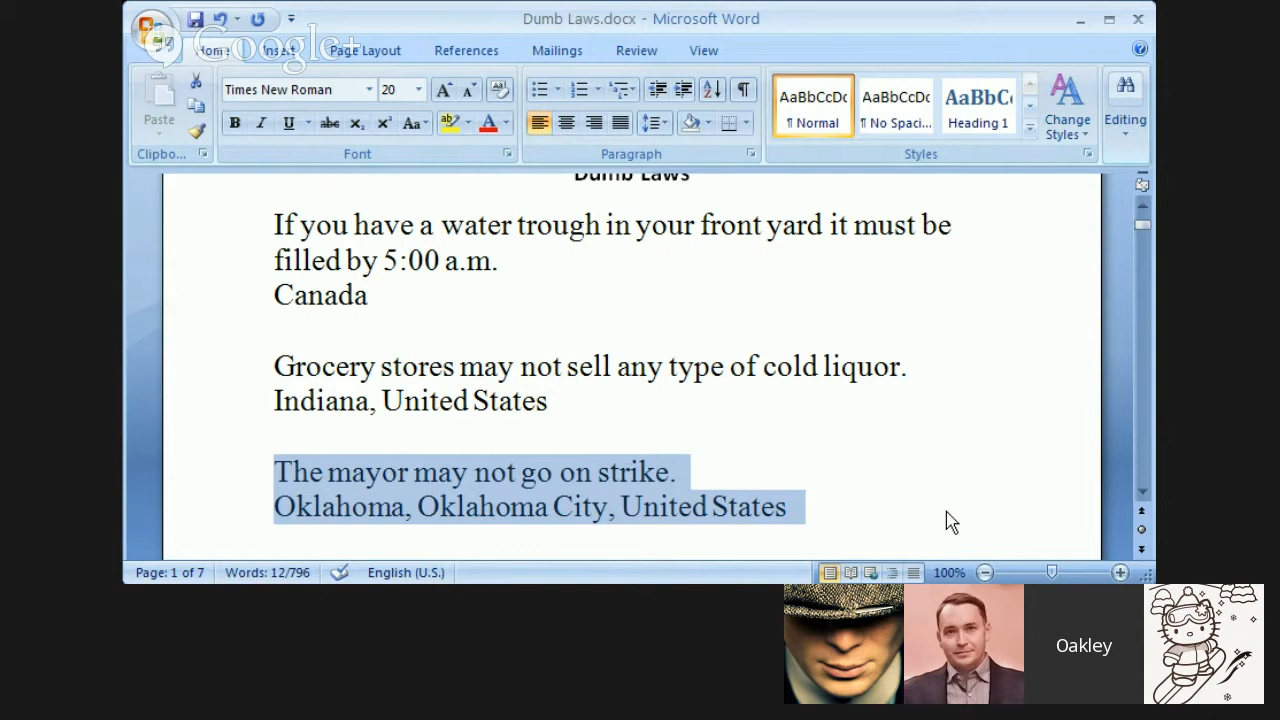 Dumb Laws.docx - Microsoft Word
Google+
Home Insert Page Layout References Mailings Review View
Times New Roman 20
AaBbCcDc AaBbCcDc AaBbC
Paste
¶ Normal ¶ No Spaci... Heading 1
Change Styles
Editing
Clipbo... Font Paragraph Styles
Dumb Laws
If you have a water trough in your front yard it must be
filled by 5:00 a.m.
Canada
Grocery stores may not sell any type of cold liquor.
Indiana, United States
The mayor may not go on strike.
Oklahoma, Oklahoma City, United States
Page: 1 of 7 Words: 12/796 English (U.S.) 100%
Oakley